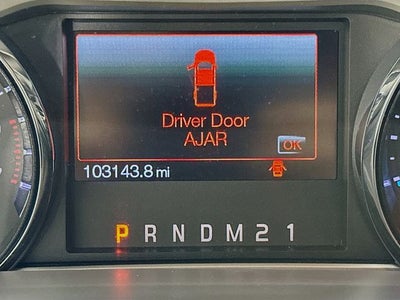 Driver Door
AJAR
OK
103143.8 mi
P R N D M 2 1